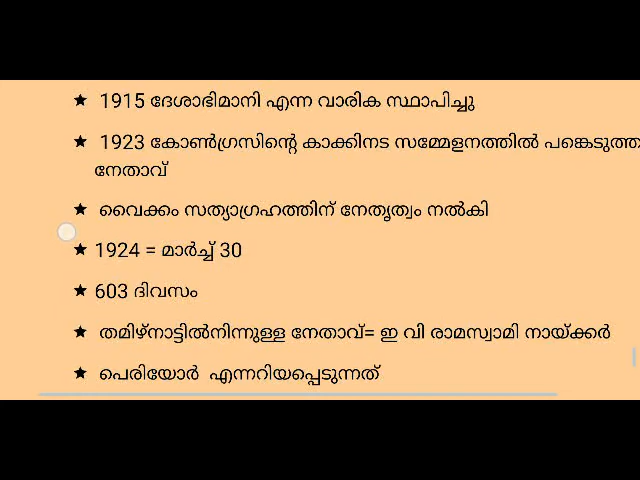 ★ 1915 ദേശാഭിമാനി എന്ന വാരിക സ്ഥാപിച്ചു
★ 1923 കോൺഗ്രസിന്റെ കാക്കിനട സമ്മേളനത്തിൽ പങ്കെടുത്ത
നേതാവ്
★ വൈക്കം സത്യാഗ്രഹത്തിന് നേതൃത്വം നൽകി
★ 1924 = മാർച്ച് 30
★ 603 ദിവസം
★ തമിഴ്നാട്ടിൽനിന്നുള്ള നേതാവ്= ഇ വി രാമസ്വാമി നായ്ക്കർ
★ പെരിയോർ എന്നറിയപ്പെടുന്നത്